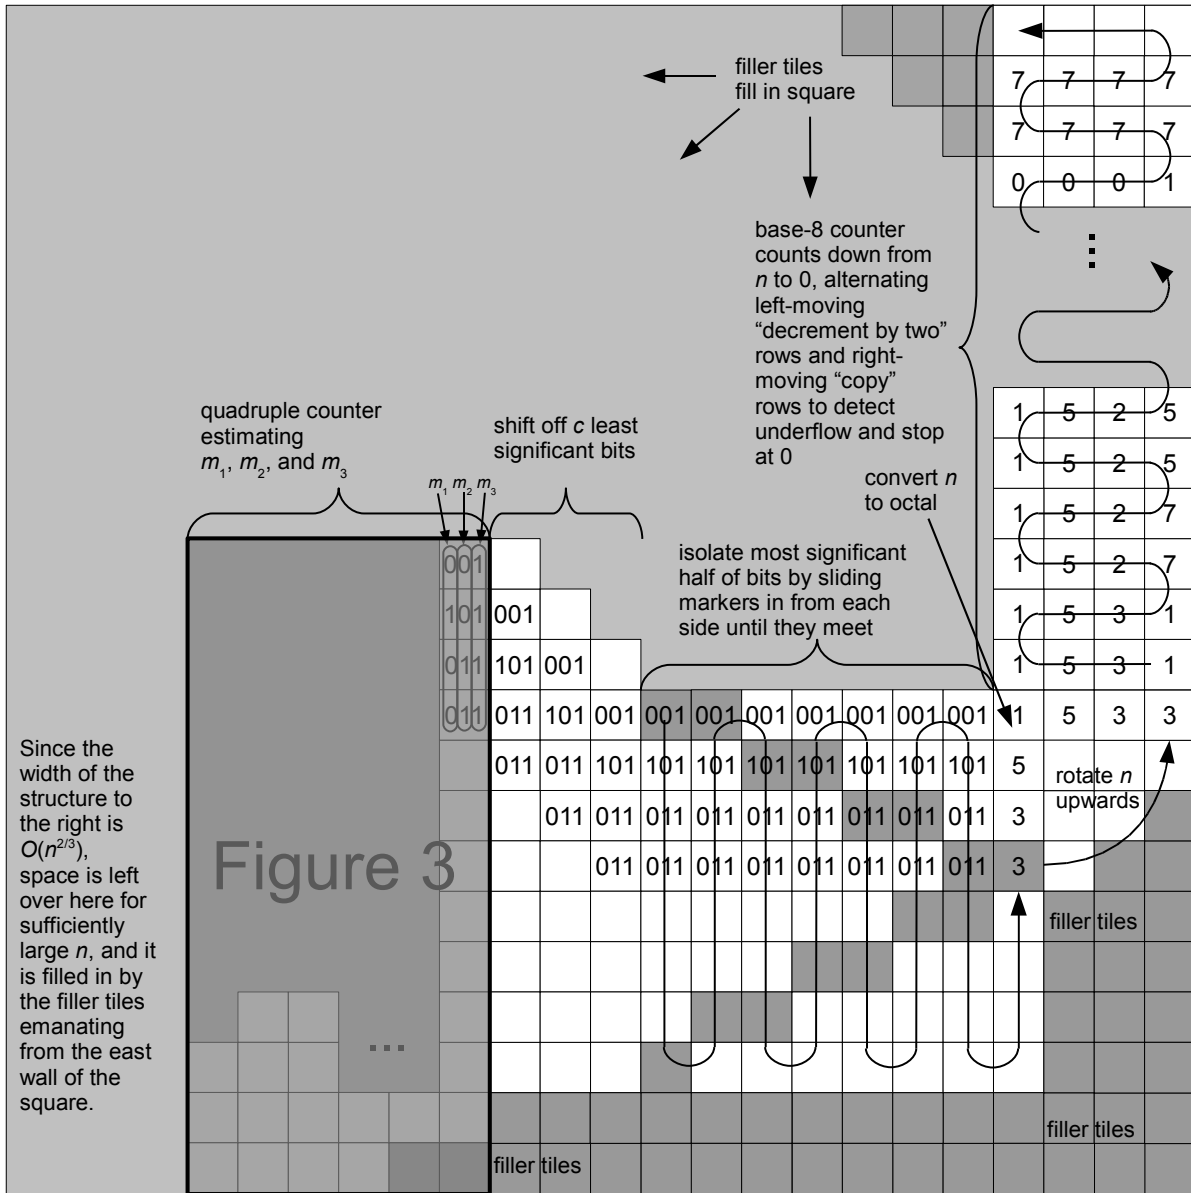 filler tiles
fill in square
7 7 7 7
7 7 7 7
0 0 0 1
base-8 counter
counts down from
n to 0, alternating
left-moving
“decrement by two”
rows and right-
moving “copy”
rows to detect
underflow and stop
at 0
...
quadruple counter
estimating
m1, m2, and m3
shift off c least
significant bits
m1 m2 m3
convert n
to octal
isolate most significant
half of bits by sliding
markers in from each
side until they meet
1 5 2 5
1 5 2 5
1 5 2 7
1 5 2 7
1 5 3 1
1 5 3 1
001
101 001
011 101 001
011 011 101 001 001 001 001 001 001 001 001 1 5 3 3
011 011 101 101 101 101 101 101 101 101 5
rotate n
upwards
011 011 011 011 011 011 011 011 011 3
011 011 011 011 011 011 011 011 3
Since the
width of the
structure to
the right is
O(n2/3),
space is left
over here for
sufficiently
large n, and it
is filled in by
the filler tiles
emanating
from the east
wall of the
square.
Figure 3
...
filler tiles
filler tiles
filler tiles